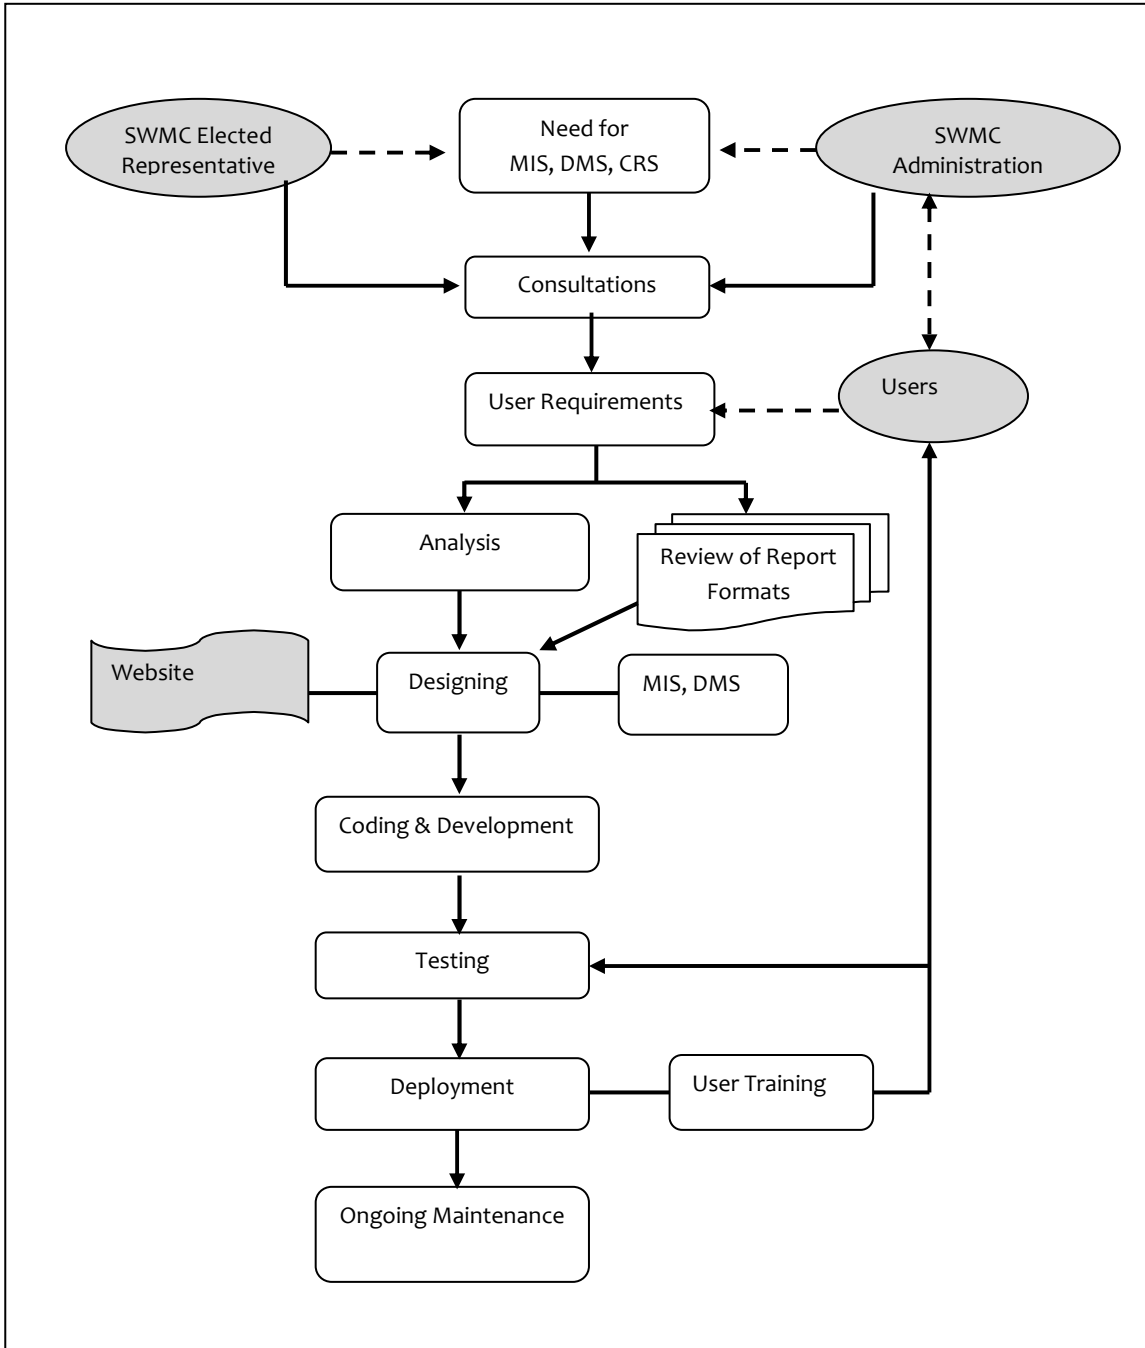 SWMC Elected
Representative
Need for
MIS, DMS, CRS
SWMC
Administration
Consultations
User Requirements
Users
Analysis
Review of Report
Formats
Website
Designing
MIS, DMS
Coding & Development
Testing
Deployment
User Training
Ongoing Maintenance